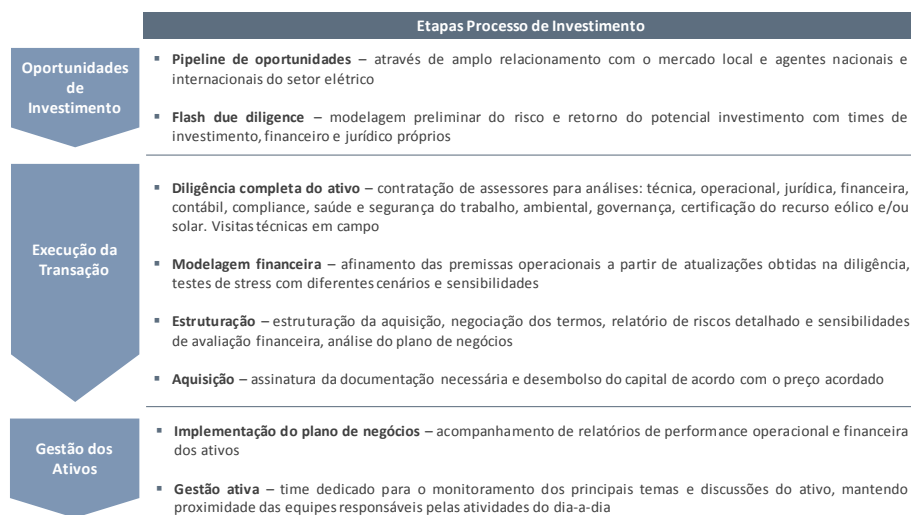 Etapas Processo de Investimento
Oportunidades
de
Investimento
▪ Pipeline de oportunidades – através de amplo relacionamento com o mercado local e agentes nacionais e
internacionais do setor elétrico
▪ Flash due diligence – modelagem preliminar do risco e retorno do potencial investimento com times de
investimento, financeiro e jurídico próprios
Execução da
Transação
▪ Diligência completa do ativo – contratação de assessores para análises: técnica, operacional, jurídica, financeira,
contábil, compliance, saúde e segurança do trabalho, ambiental, governança, certificação do recurso eólico e/ou
solar. Visitas técnicas em campo
▪ Modelagem financeira – afinamento das premissas operacionais a partir de atualizações obtidas na diligência,
testes de stress com diferentes cenários e sensibilidades
▪ Estruturação – estruturação da aquisição, negociação dos termos, relatório de riscos detalhado e sensibilidades
de avaliação financeira, análise do plano de negócios
▪ Aquisição – assinatura da documentação necessária e desembolso do capital de acordo com o preço acordado
Gestão dos
Ativos
▪ Implementação do plano de negócios – acompanhamento de relatórios de performance operacional e financeira
dos ativos
▪ Gestão ativa – time dedicado para o monitoramento dos principais temas e discussões do ativo, mantendo
proximidade das equipes responsáveis pelas atividades do dia-a-dia